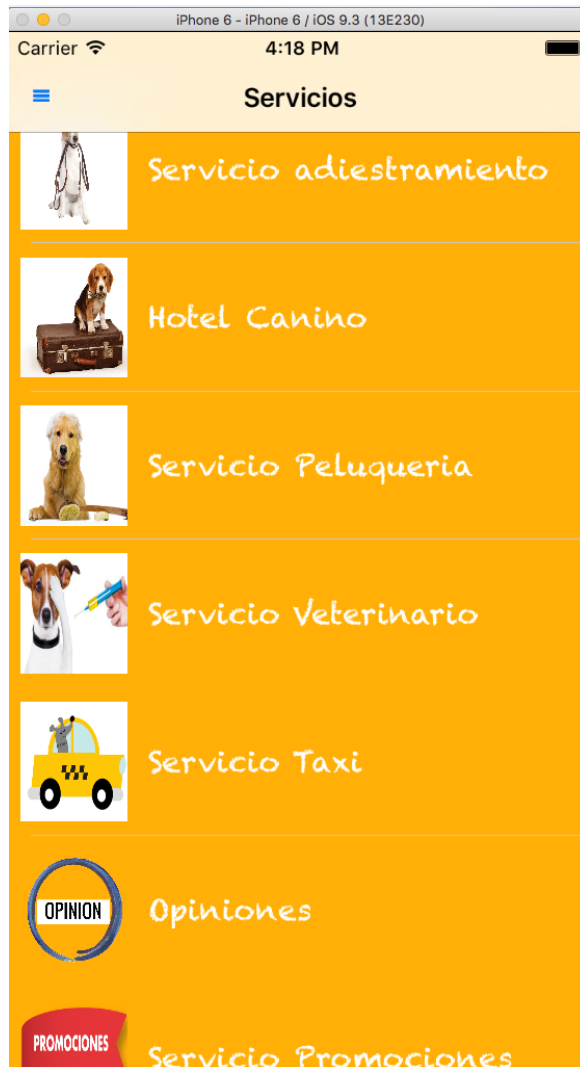 iPhone 6 - iPhone 6 / iOS 9.3 (13E230)
Carrier 4:18 PM
Servicios
Servicio adiestramiento
Hotel Canino
Servicio Peluqueria
Servicio Veterinario
Servicio Taxi
OPINION Opiniones
PROMOCIONES
Servicio Promociones